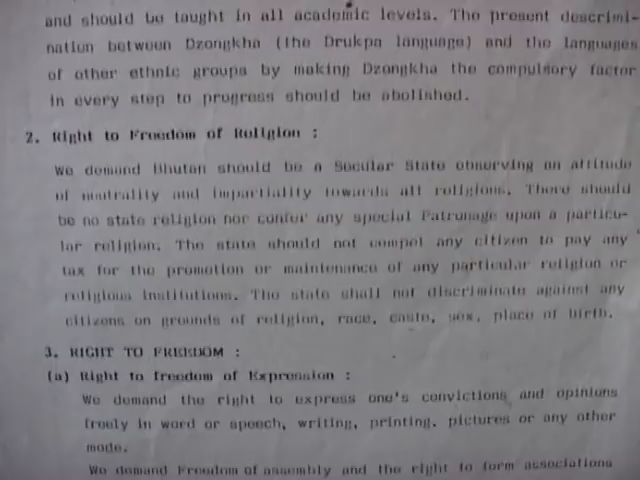 and should be taught in all academic levels. The present descrimi-
nation between Dzongkha (the Drukpa language) and the languages
of other ethnic groups by making Dzongkha the compulsory factor
in every step to progress should be abolished.
2. Right to Freedom of Religion :
We demand Bhutan should be a Secular State observing an attitude
of neutrality and impartiality towards all religions. There should
be no state religion nor confer any special Patronage upon a particu-
lar religion. The state should not compel any citizen to pay any
tax for the promotion or maintenance of any particular religion or
religious institutions. The state shall not discriminate against any
citizens on grounds of religion, race, caste, sex, place of birth.
3. RIGHT TO FREEDOM :
(a) Right to freedom of Expression :
We demand the right to express one's convictions and opinions
freely in word or speech, writing, printing, pictures or any other
mode.
We demand Freedom of assembly and the right to form associations